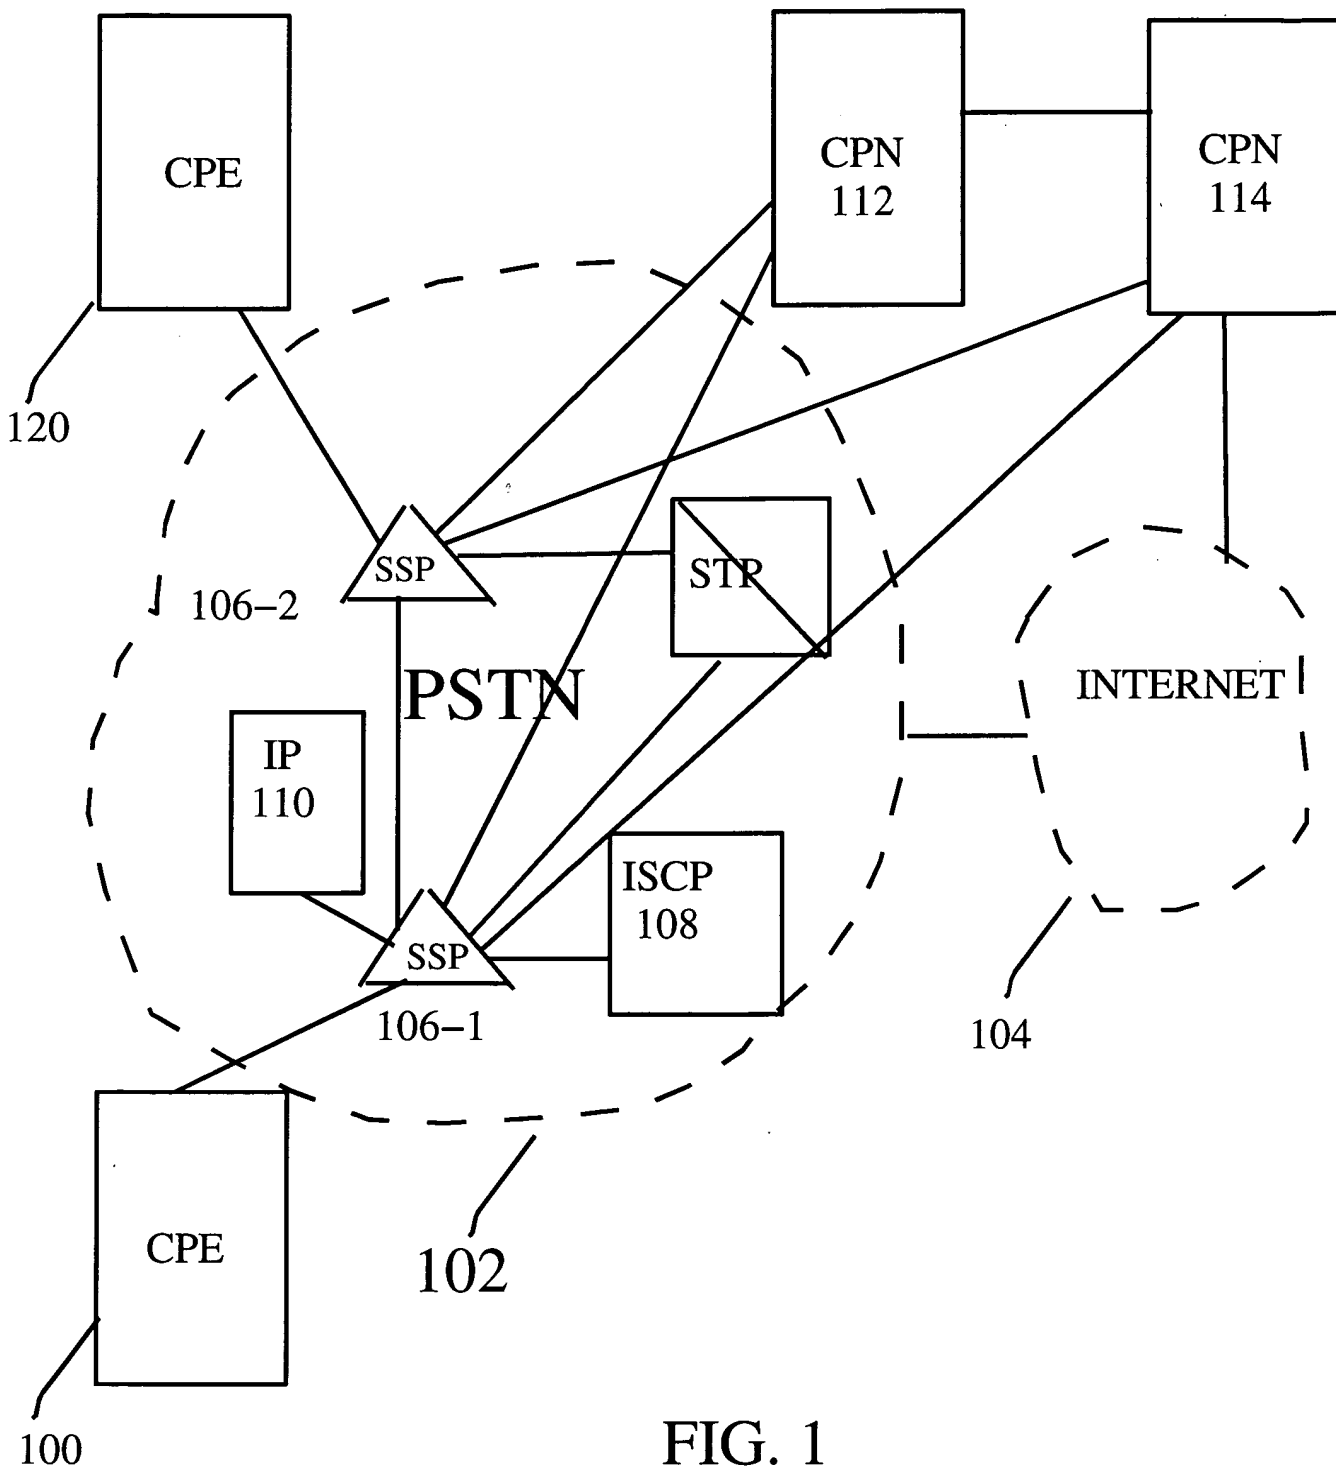 CPE
CPN
112
CPN
114
120
SSP
STP
106-2
PSTN
INTERNET
IP
110
ISCP
108
SSP
106-1
104
CPE
102
100
FIG. 1